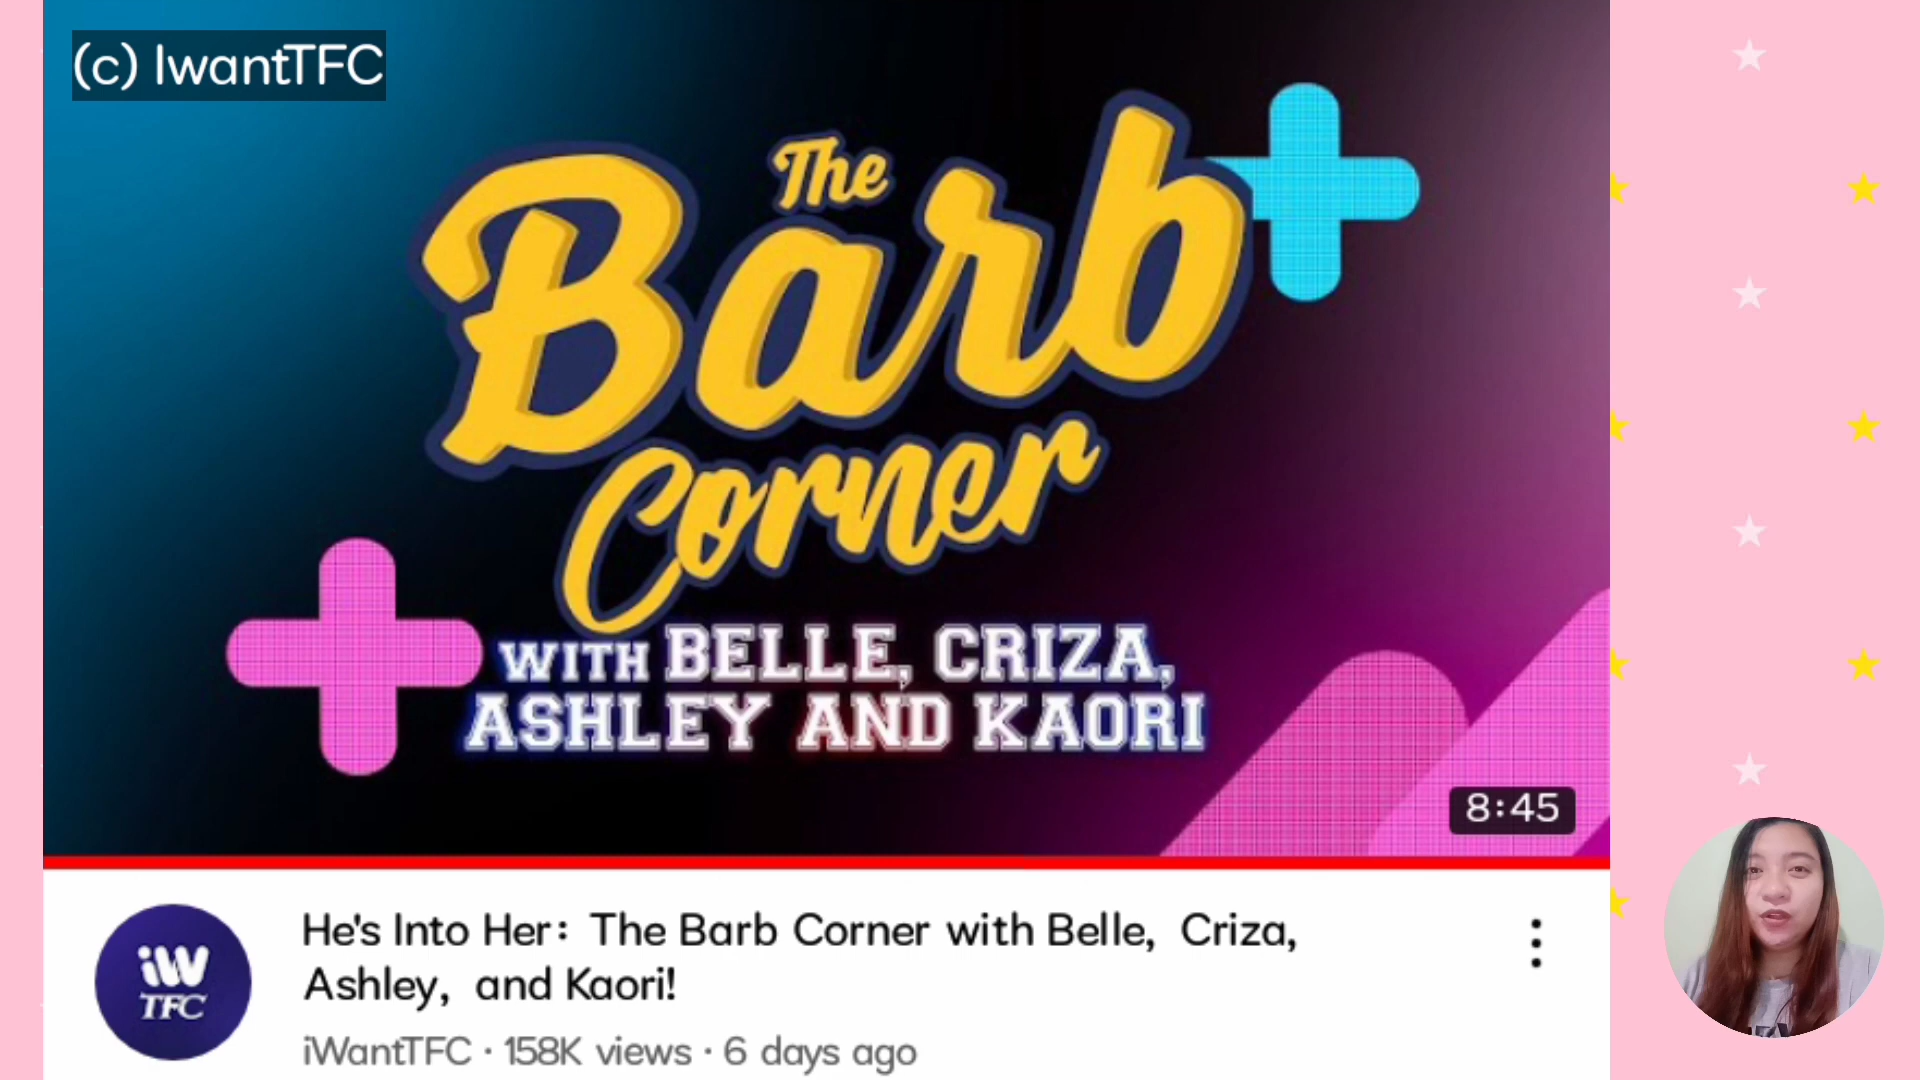 (c) IwantTFC
The
Barb
Corner
WITH BELLE, CRIZA,
ASHLEY AND KAORI
8:45
iW
TFC
He's Into Her: The Barb Corner with Belle, Criza,
Ashley, and Kaori!
iWantTFC · 158K views · 6 days ago